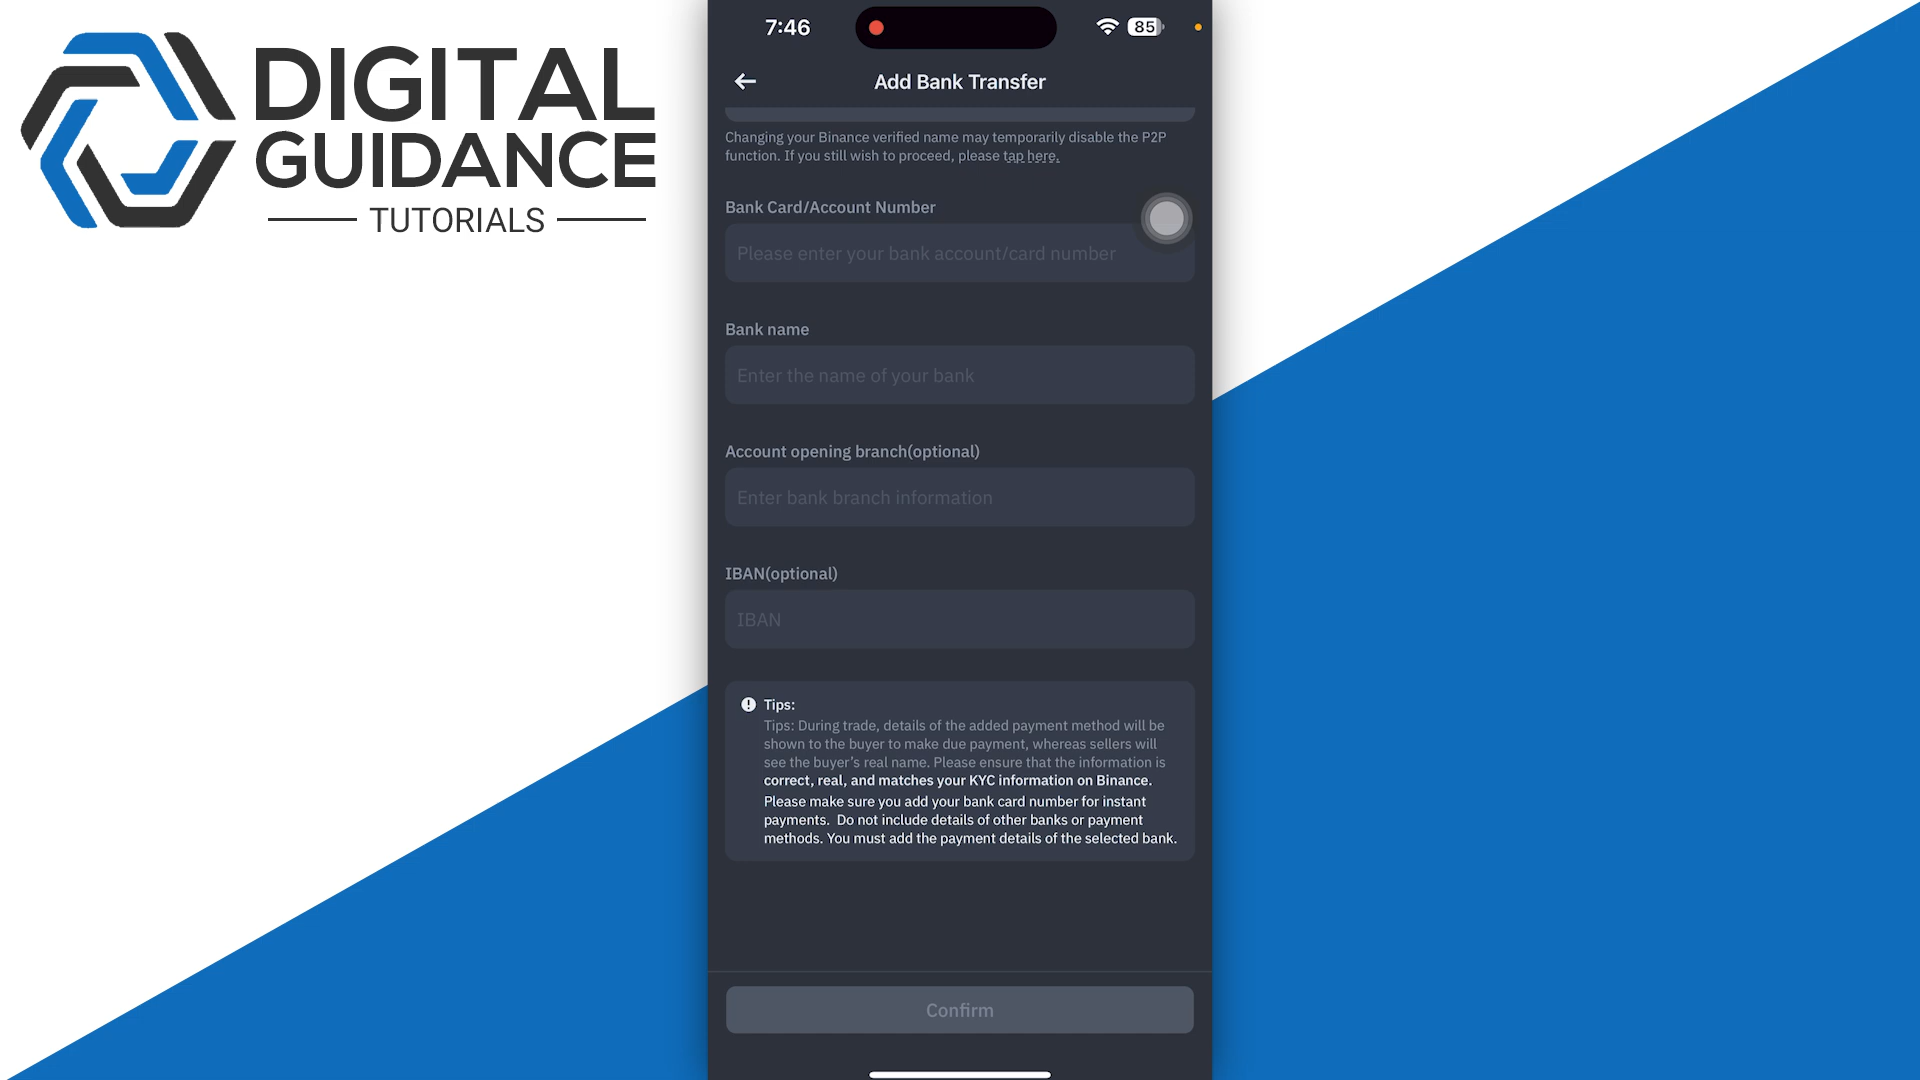 DIGITAL
GUIDANCE
TUTORIALS
7:46
85
Add Bank Transfer
Changing your Binance verified name may temporarily disable the P2P
function. If you still wish to proceed, please tap here.
Bank Card/Account Number
Please enter your bank account/card number
Bank name
Enter the name of your bank
Account opening branch(optional)
Enter bank branch information
IBAN(optional)
IBAN
Tips:
Tips: During trade, details of the added payment method will be
shown to the buyer to make due payment, whereas sellers will
see the buyer's real name. Please ensure that the information is
correct, real, and matches your KYC information on Binance.
Please make sure you add your bank card number for instant
payments. Do not include details of other banks or payment
methods. You must add the payment details of the selected bank.
Confirm